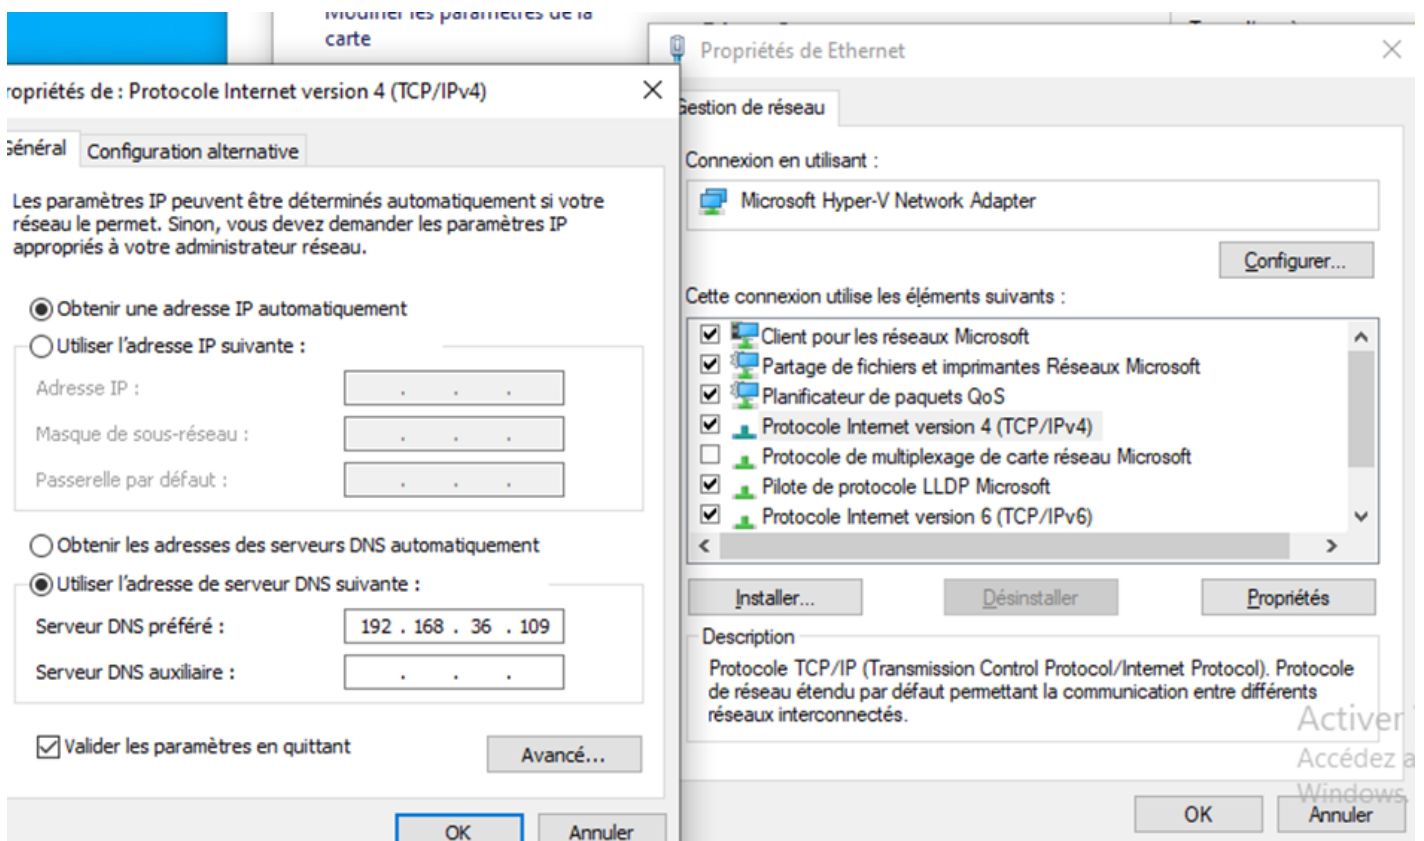 Modifier les paramètres de la
carte
ropriétés de : Protocole Internet version 4 (TCP/IPv4)
Général
Configuration alternative
Les paramètres IP peuvent être déterminés automatiquement si votre
réseau le permet. Sinon, vous devez demander les paramètres IP
appropriés à votre administrateur réseau.
Obtenir une adresse IP automatiquement
Utiliser l'adresse IP suivante :
Adresse IP :
Masque de sous-réseau :
Passerelle par défaut :
Obtenir les adresses des serveurs DNS automatiquement
Utiliser l'adresse de serveur DNS suivante :
Serveur DNS préféré :
192 . 168 . 36 . 109
Serveur DNS auxiliaire :
Valider les paramètres en quittant
Avancé...
OK
Annuler
Propriétés de Ethernet
Gestion de réseau
Connexion en utilisant :
Microsoft Hyper-V Network Adapter
Configurer...
Cette connexion utilise les éléments suivants :
Client pour les réseaux Microsoft
Partage de fichiers et imprimantes Réseaux Microsoft
Planificateur de paquets QoS
Protocole Internet version 4 (TCP/IPv4)
Protocole de multiplexage de carte réseau Microsoft
Pilote de protocole LLDP Microsoft
Protocole Internet version 6 (TCP/IPv6)
Installer...
Désinstaller
Propriétés
Description
Protocole TCP/IP (Transmission Control Protocol/Internet Protocol). Protocole
de réseau étendu par défaut permettant la communication entre différents
réseaux interconnectés.
Activer
Accédez a
Windows.
OK
Annuler